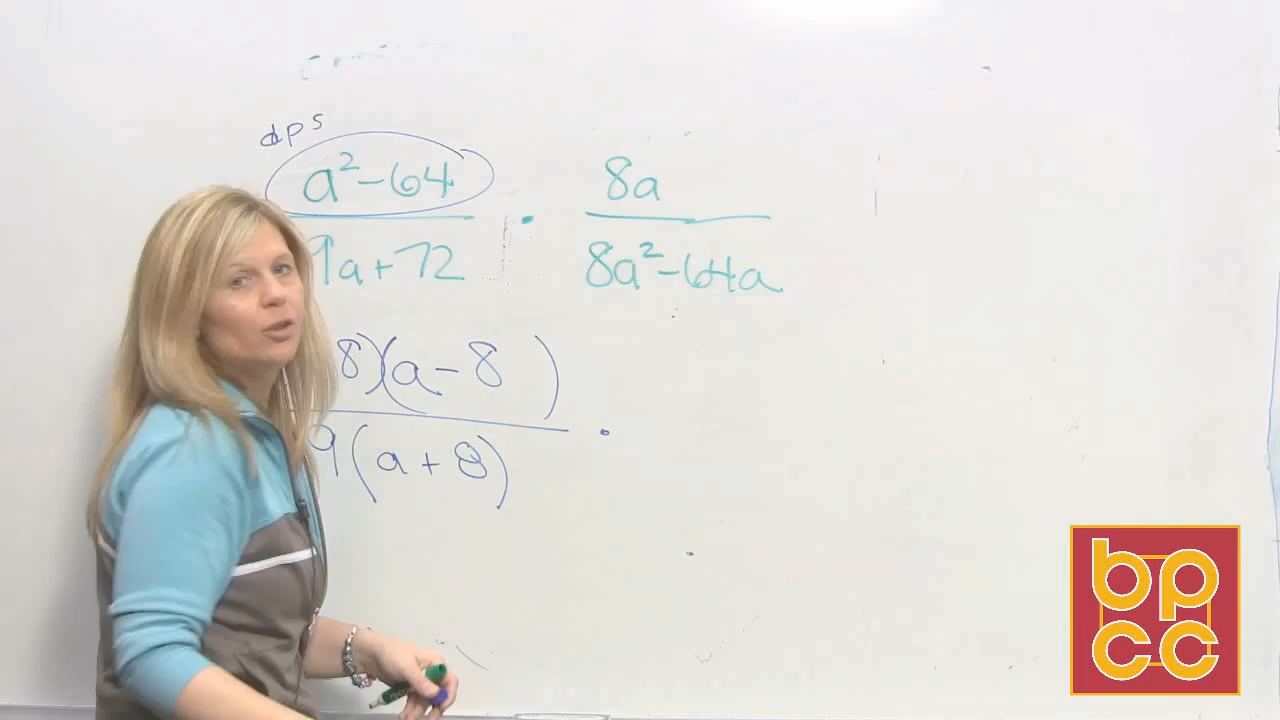 dps
a²-64 · 8a
9a+72 8a²-64a
8)(a-8) ·
9(a+8)
bp
cc